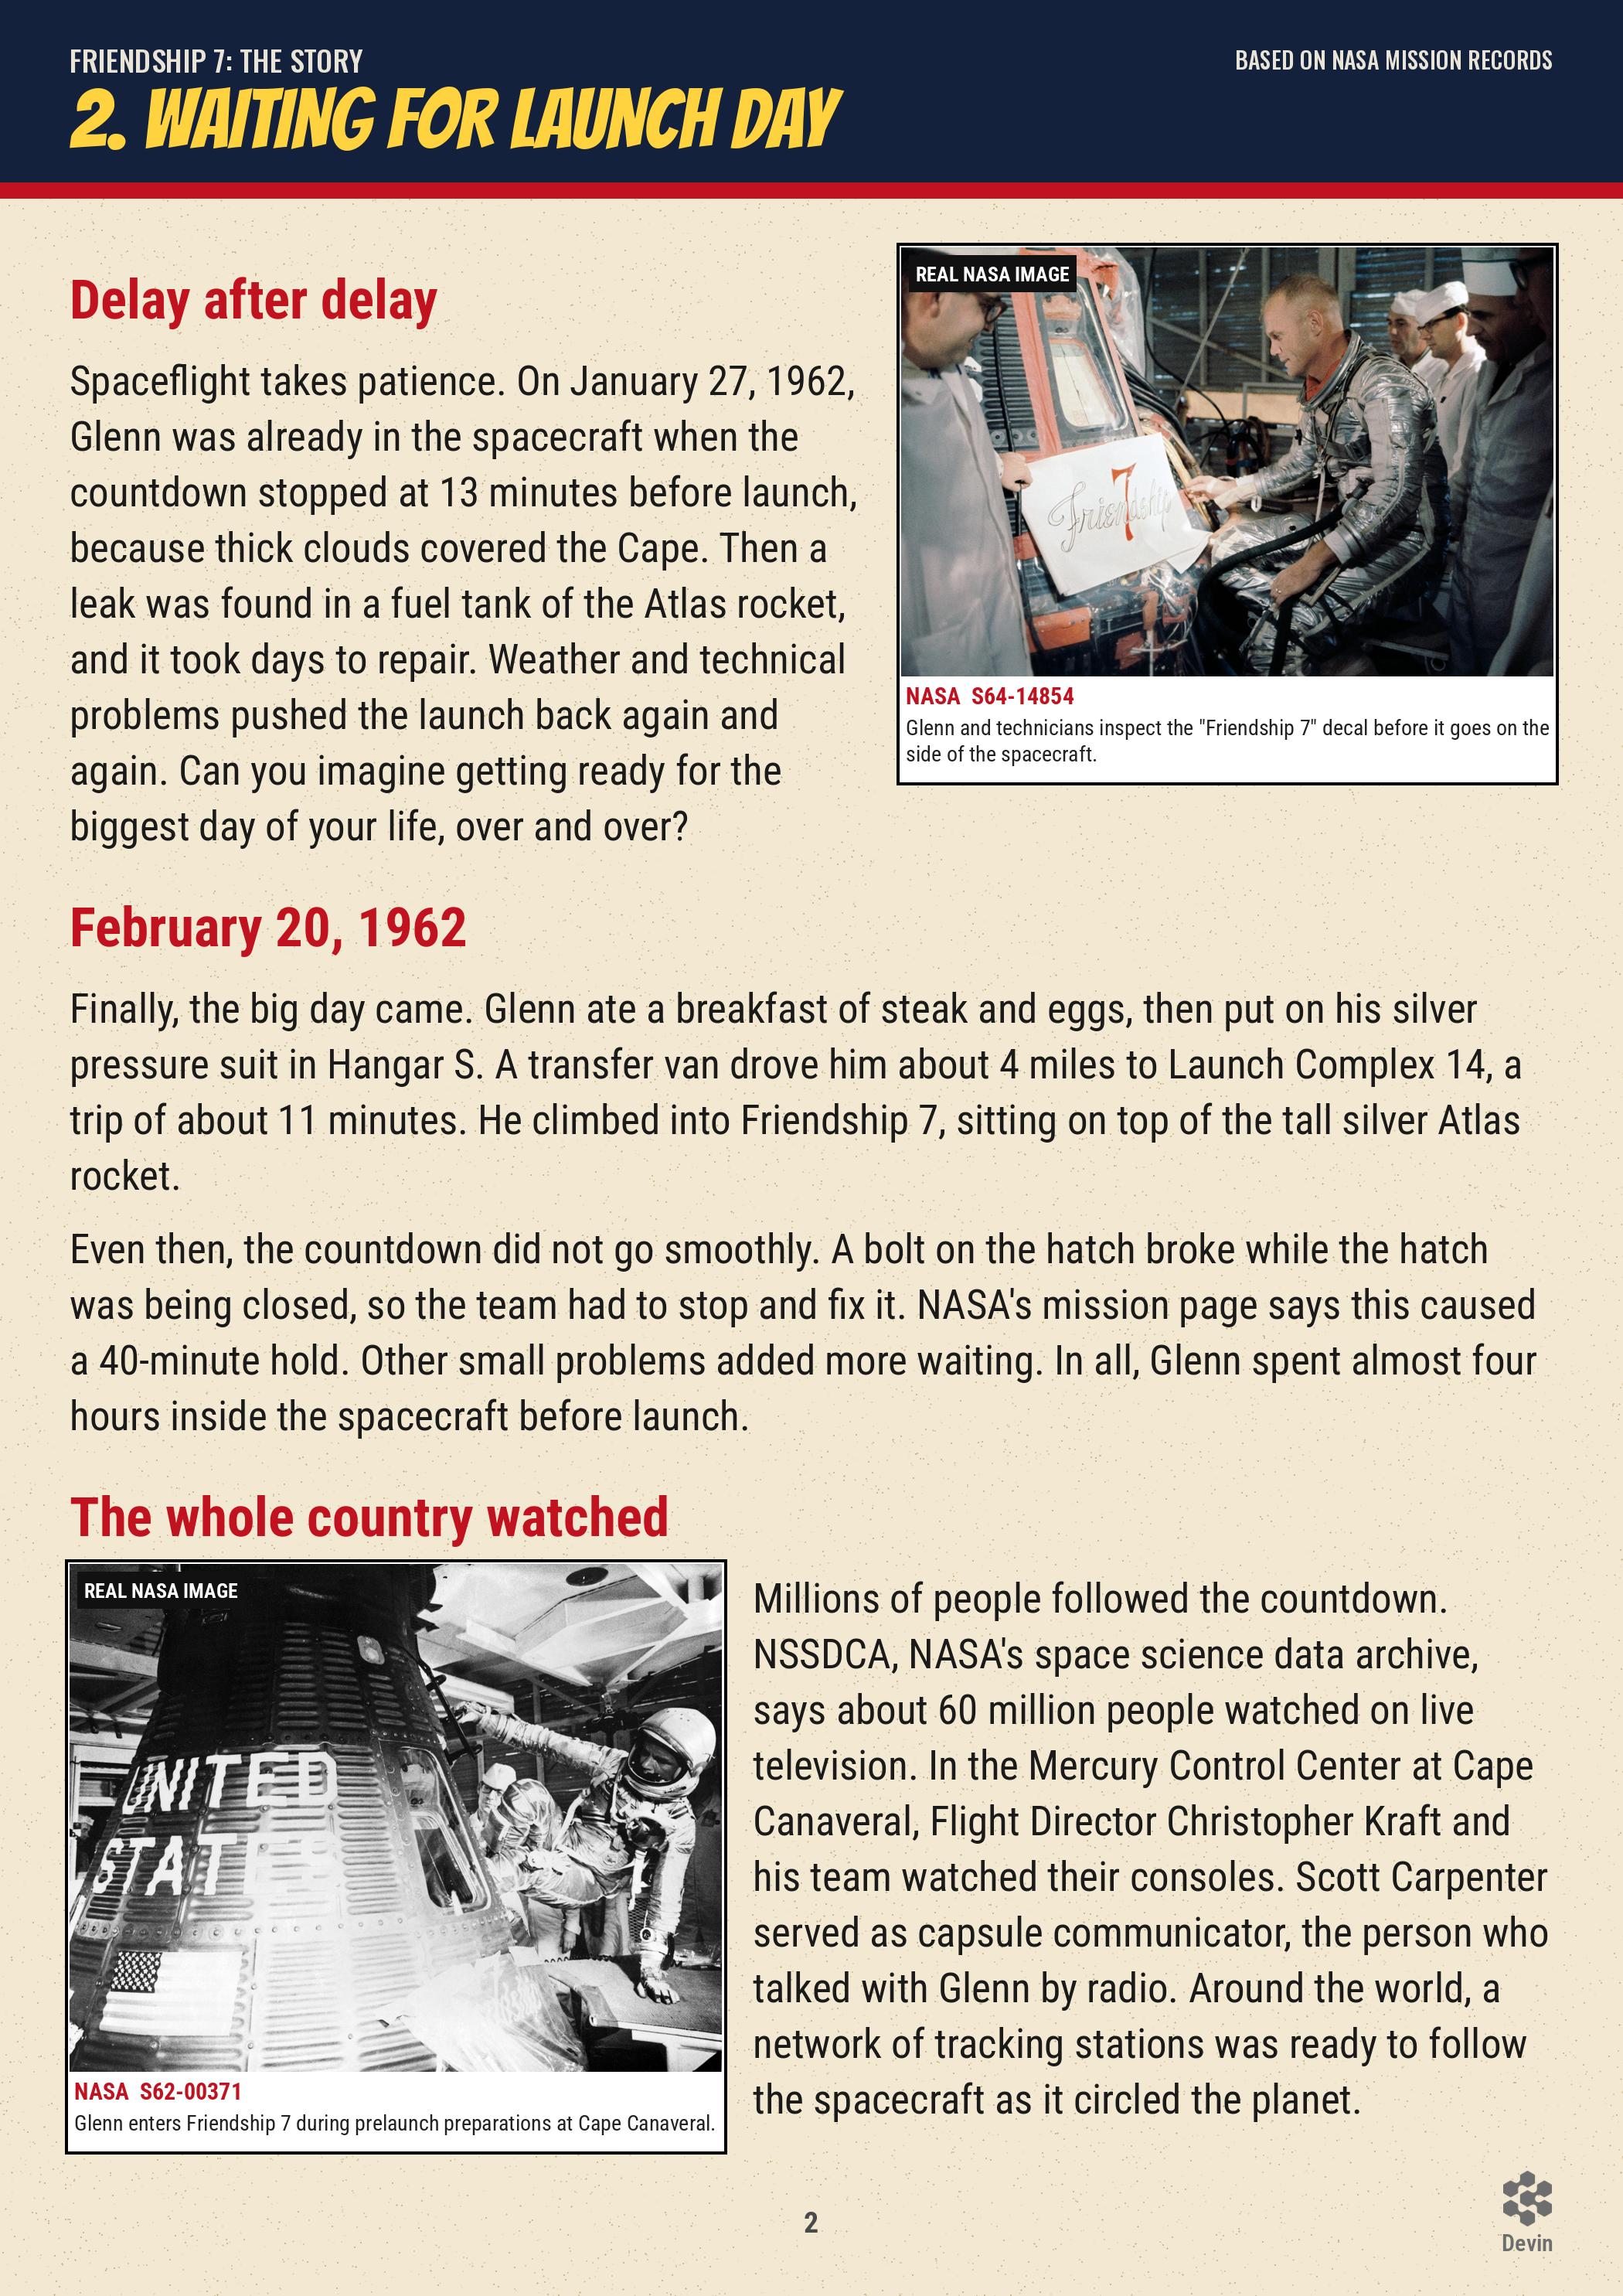 FRIENDSHIP 7: THE STORY
BASED ON NASA MISSION RECORDS
2. WAITING FOR LAUNCH DAY
Delay after delay
Spaceflight takes patience. On January 27, 1962,
Glenn was already in the spacecraft when the
countdown stopped at 13 minutes before launch,
because thick clouds covered the Cape. Then a
leak was found in a fuel tank of the Atlas rocket,
and it took days to repair. Weather and technical
problems pushed the launch back again and
again. Can you imagine getting ready for the
biggest day of your life, over and over?
REAL NASA IMAGE
Friendship 7
NASA S64-14854
Glenn and technicians inspect the "Friendship 7" decal before it goes on the
side of the spacecraft.
February 20, 1962
Finally, the big day came. Glenn ate a breakfast of steak and eggs, then put on his silver
pressure suit in Hangar S. A transfer van drove him about 4 miles to Launch Complex 14, a
trip of about 11 minutes. He climbed into Friendship 7, sitting on top of the tall silver Atlas
rocket.
Even then, the countdown did not go smoothly. A bolt on the hatch broke while the hatch
was being closed, so the team had to stop and fix it. NASA's mission page says this caused
a 40-minute hold. Other small problems added more waiting. In all, Glenn spent almost four
hours inside the spacecraft before launch.
The whole country watched
REAL NASA IMAGE
UNITED
STATES
NASA S62-00371
Glenn enters Friendship 7 during prelaunch preparations at Cape Canaveral.
Millions of people followed the countdown.
NSSDCA, NASA's space science data archive,
says about 60 million people watched on live
television. In the Mercury Control Center at Cape
Canaveral, Flight Director Christopher Kraft and
his team watched their consoles. Scott Carpenter
served as capsule communicator, the person who
talked with Glenn by radio. Around the world, a
network of tracking stations was ready to follow
the spacecraft as it circled the planet.
2
Devin